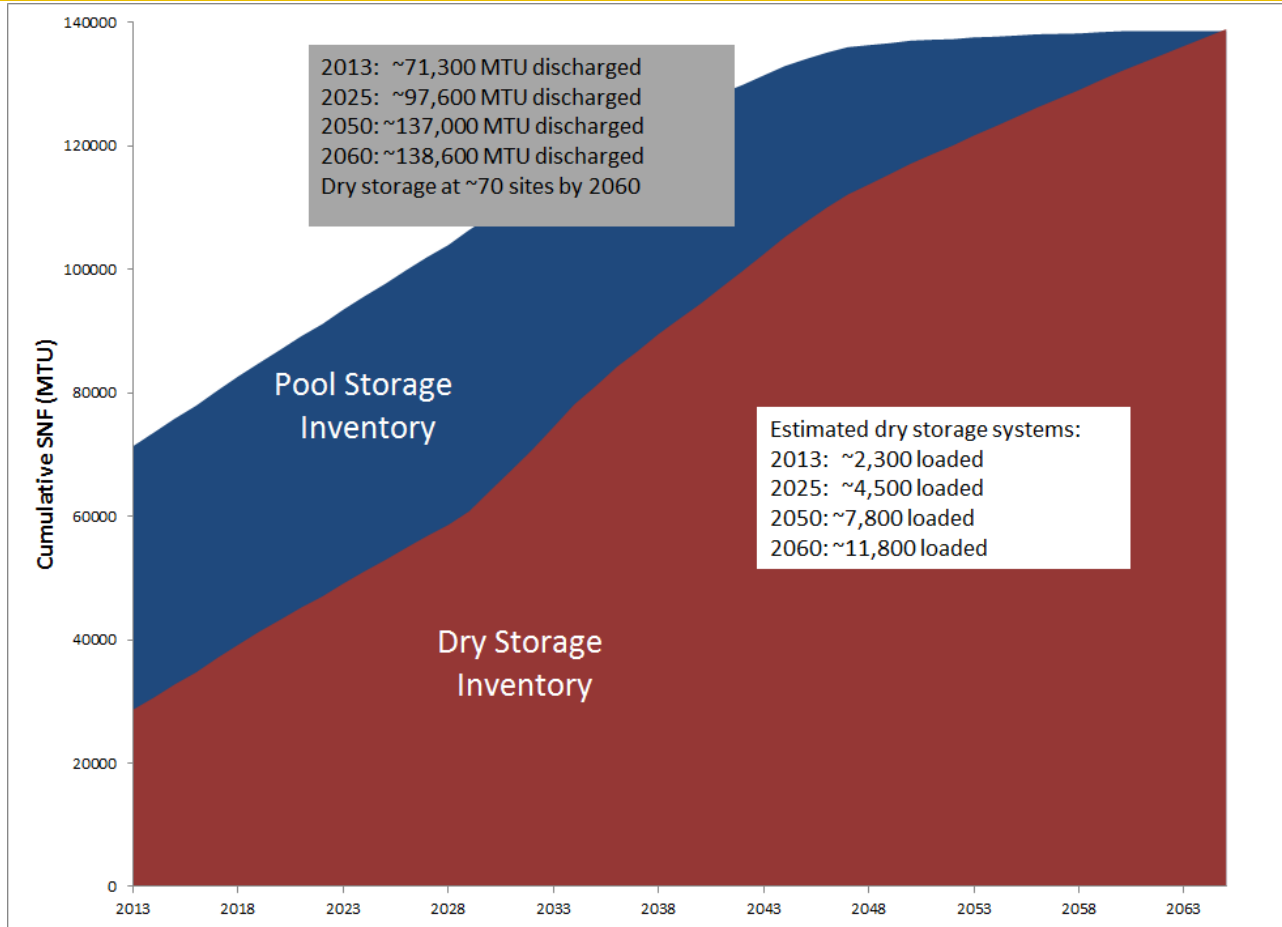 140000
120000
100000
80000
60000
40000
20000
0
Cumulative SNF (MTU)
2013:  ~71,300 MTU discharged
2025:  ~97,600 MTU discharged
2050: ~137,000 MTU discharged
2060: ~138,600 MTU discharged
Dry storage at ~70 sites by 2060
Pool Storage
Inventory
Estimated dry storage systems:
2013:  ~2,300 loaded
2025:  ~4,500 loaded
2050: ~7,800 loaded
2060: ~11,800 loaded
Dry Storage
Inventory
2013 2018 2023 2028 2033 2038 2043 2048 2053 2058 2063